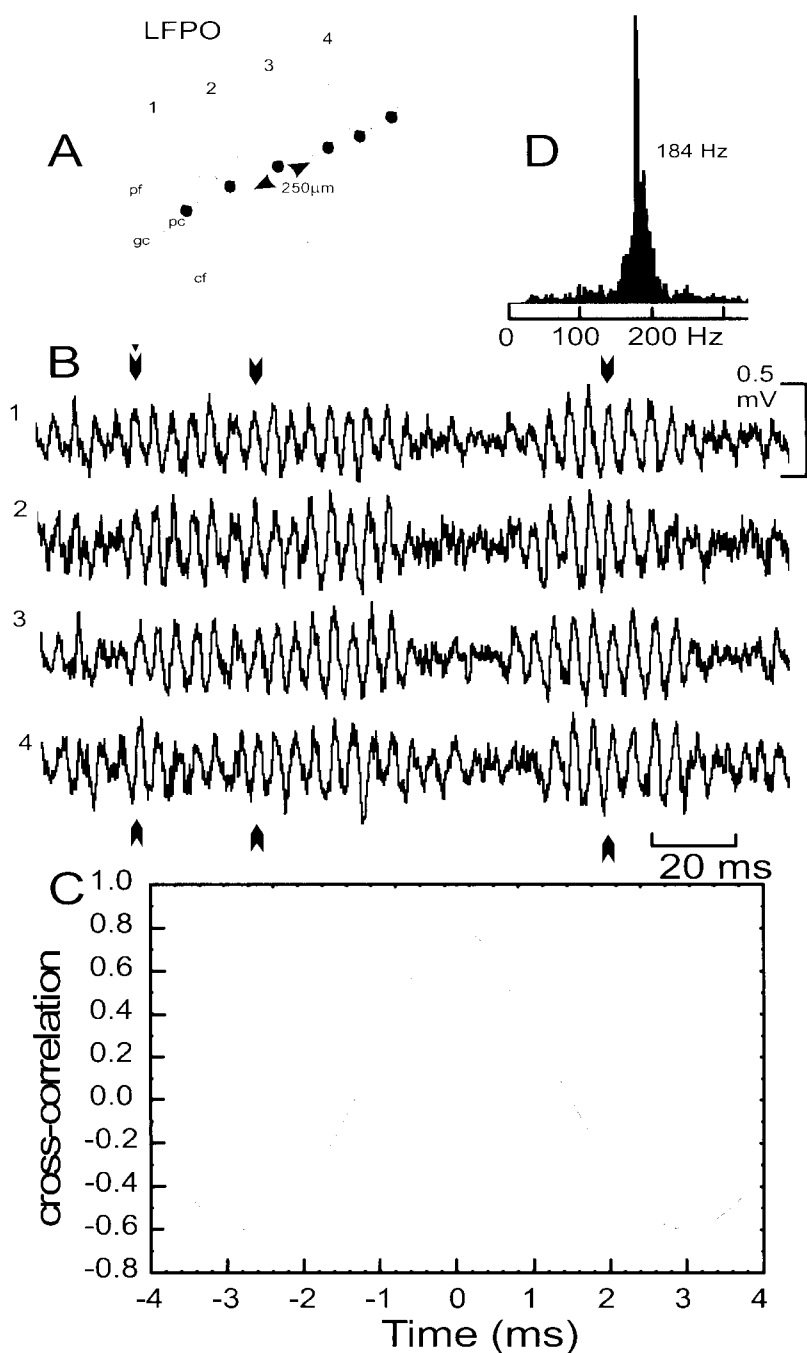 LFPO
1
2
3
4
A
250µm
pf
pc
gc
cf
D
184 Hz
0
100
200 Hz
B
0.5
mV
1
2
3
4
20 ms
C
1.0
0.8
0.6
0.4
0.2
0.0
-0.2
-0.4
-0.6
-0.8
cross-correlation
-4
-3
-2
-1
0
1
2
3
4
Time (ms)